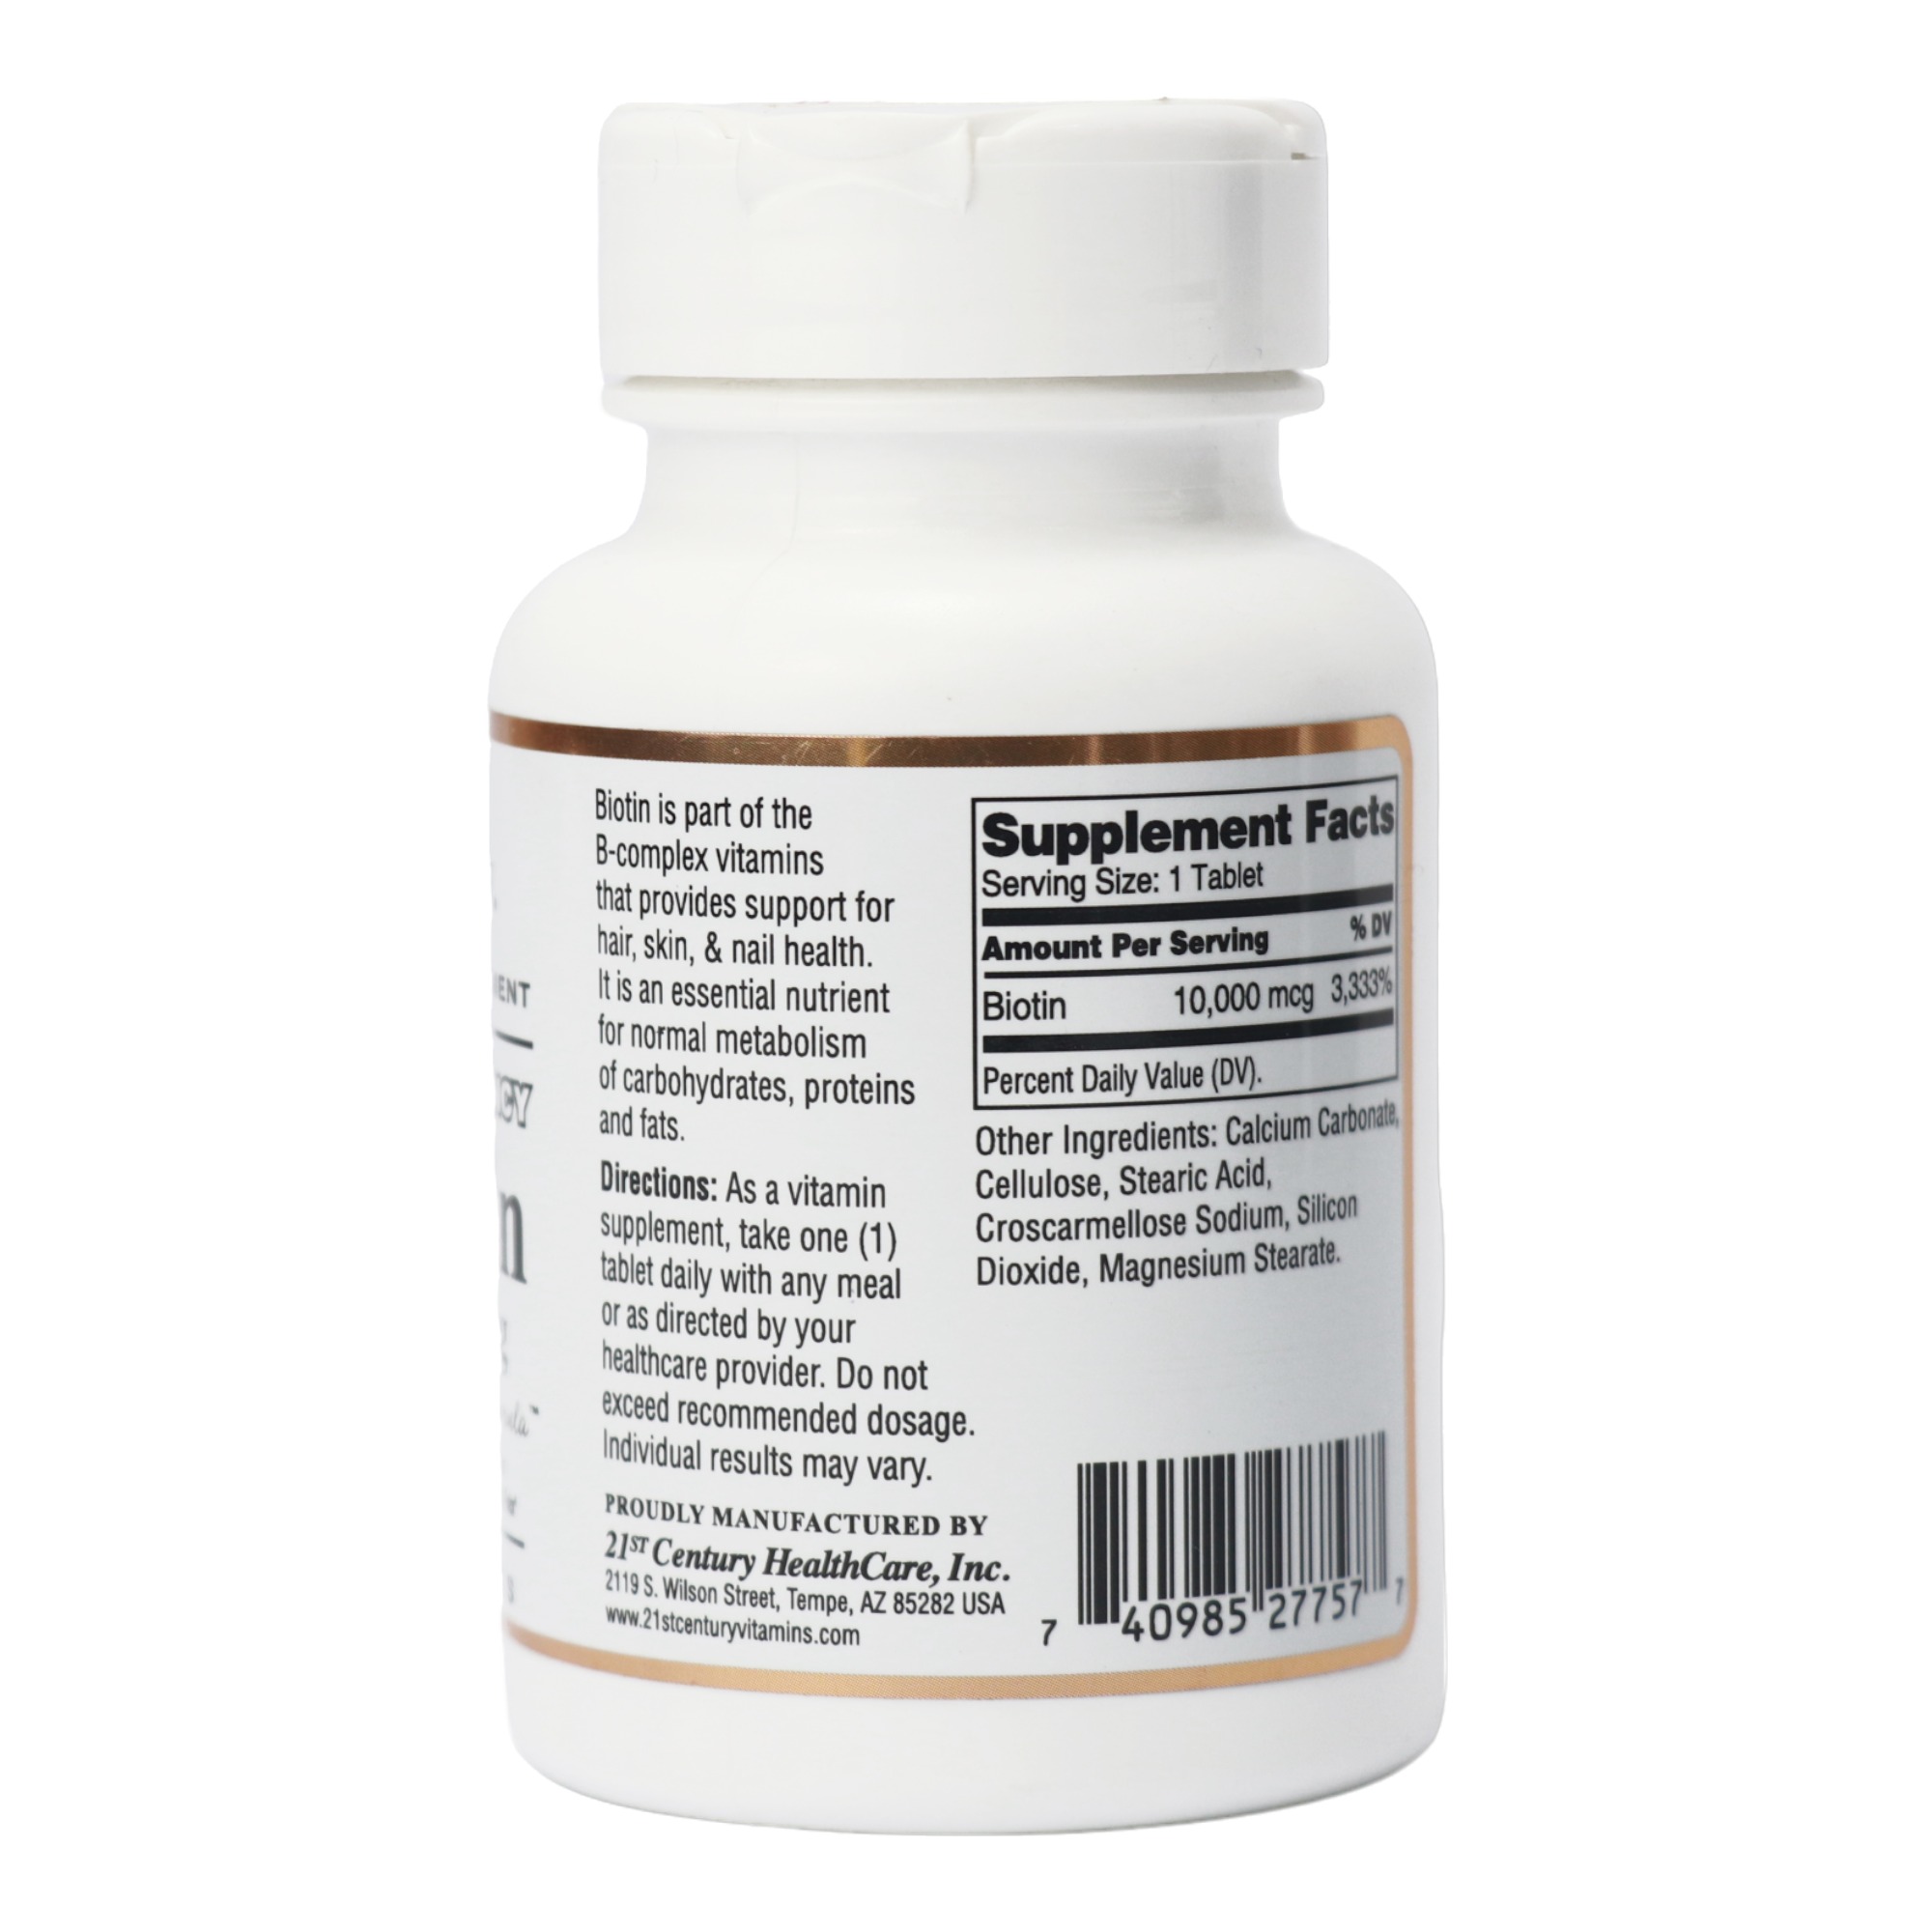 MENT
CY
n
Biotin is part of the
B-complex vitamins
that provides support for
hair, skin, & nail health.
It is an essential nutrient
for normal metabolism
of carbohydrates, proteins
and fats.
Directions: As a vitamin
supplement, take one (1)
tablet daily with any meal
or as directed by your
healthcare provider. Do not
exceed recommended dosage.
Individual results may vary.
PROUDLY MANUFACTURED BY
21ST Century HealthCare, Inc.
2119 S. Wilson Street, Tempe, AZ 85282 USA
www.21stcenturyvitamins.com
Supplement Facts
Serving Size: 1 Tablet
Amount Per Serving % DV
Biotin 10,000 mcg 3,333%
Percent Daily Value (DV).
Other Ingredients: Calcium Carbonate,
Cellulose, Stearic Acid,
Croscarmellose Sodium, Silicon
Dioxide, Magnesium Stearate.
7 40985 27757 7